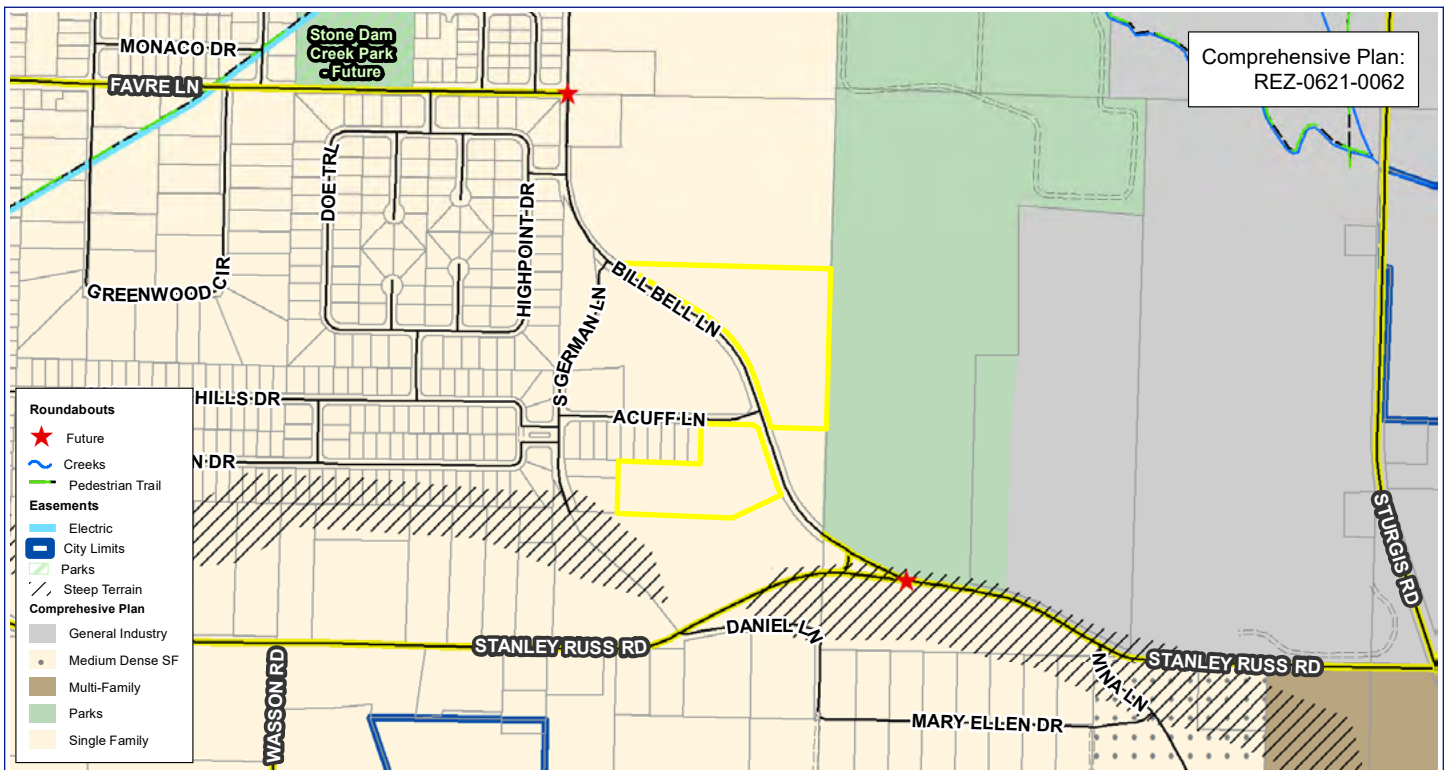 MONACO DR
Stone Dam
Creek Park
- Future
Comprehensive Plan:
REZ-0621-0062
FAVRE LN
DOE TRL
HIGHPOINT DR
GREENWOOD CIR
BILL BELL LN
S GERMAN LN
HILLS DR
ACUFF LN
N DR
STURGIS RD
STANLEY RUSS RD
DANIEL LN
NINA LN
STANLEY RUSS RD
WASSON RD
MARY ELLEN DR
Roundabouts
Future
Creeks
Pedestrian Trail
Easements
Electric
City Limits
Parks
Steep Terrain
Comprehesive Plan
General Industry
Medium Dense SF
Multi-Family
Parks
Single Family